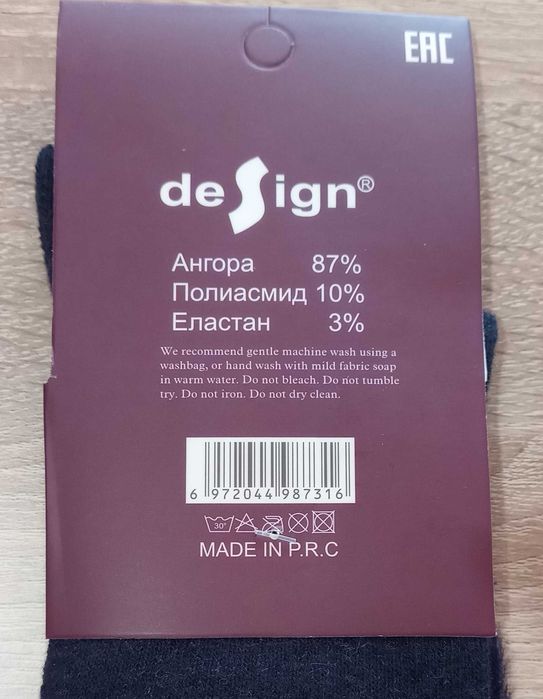 EAC
deSign®
Ангора 87%
Полиасмид 10%
Еластан 3%
We recommend gentle machine wash using a
washbag, or hand wash with mild fabric soap
in warm water. Do not bleach. Do not tumble
try. Do not iron. Do not dry clean.
6 972044 987316
30°
MADE IN P.R.C